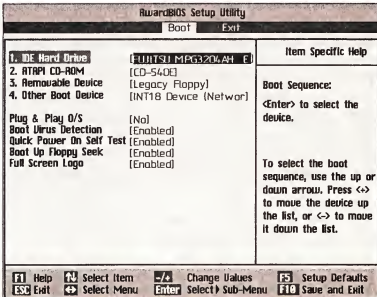 AwardBIOS Setup Utility
Boot Exit
1. IDE Hard Drive [FUJITSU MPG3204AH E]
2. ATAPI CD-ROM [CD-540E]
3. Removable Device [Legacy Floppy]
4. Other Boot Device [INT18 Device (Networ]
Plug & Play O/S [No]
Boot Virus Detection [Enabled]
Quick Power On Self Test [Enabled]
Boot Up Floppy Seek [Enabled]
Full Screen Logo [Enabled]
Item Specific Help
Boot Sequence:
<Enter> to select the
device.
To select the boot
sequence, use the up or
down arrow. Press <+>
to move the device up
the list, or <-> to move
it down the list.
F1 Help ↑↓ Select Item -/+ Change Values F5 Setup Defaults
ESC Exit ↔ Select Menu Enter Select ▸ Sub-Menu F10 Save and Exit